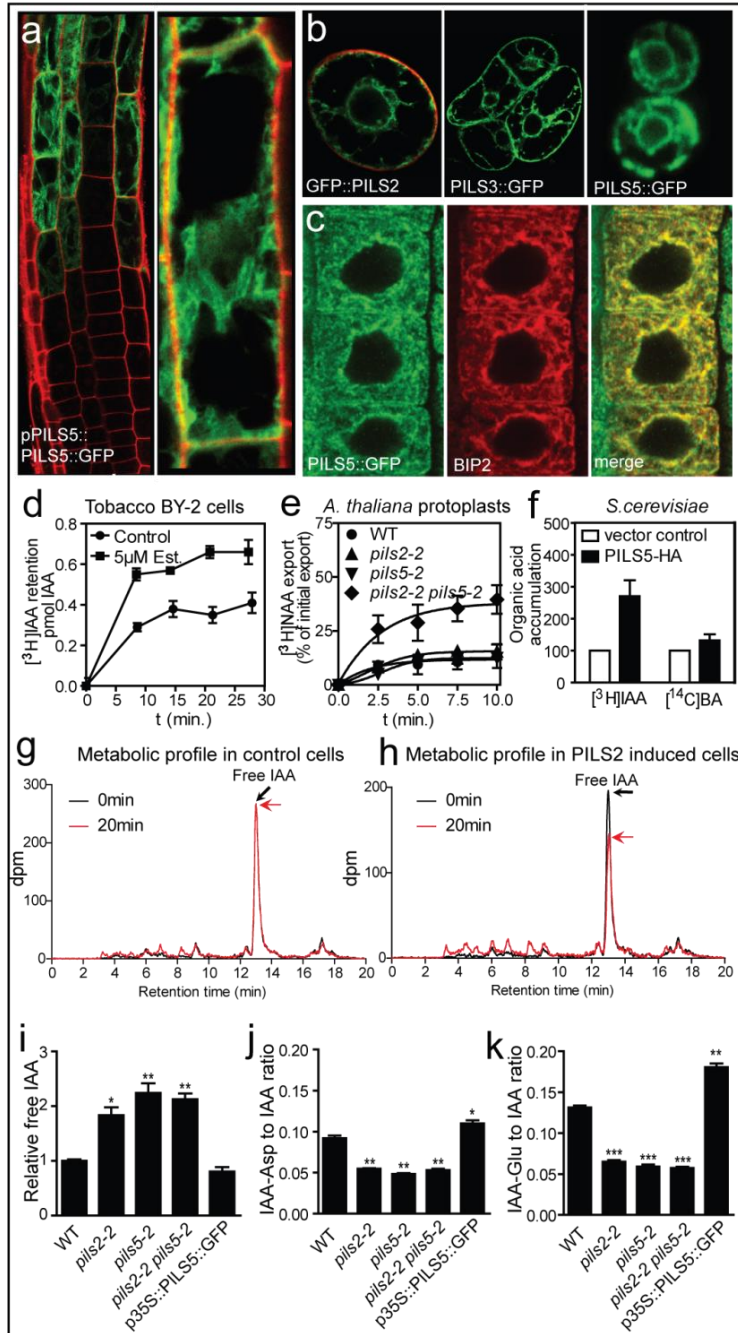 a
pPILS5::
PILS5::GFP
b
GFP::PILS2
PILS3::GFP
PILS5::GFP
c
PILS5::GFP
BIP2
merge
d
Tobacco BY-2 cells
Control
5µM Est.
[³H]IAA retention
pmol IAA
0.8
0.6
0.4
0.2
0.0
0 5 10 15 20 25 30
t (min.)
e
A. thaliana protoplasts
WT
pils2-2
pils5-2
pils2-2 pils5-2
[³H]NAA export
(% of initial export)
75
50
25
0
0.0 2.5 5.0 7.5 10.0
t (min.)
f
S.cerevisiae
vector control
PILS5-HA
Organic acid
accumulation
500
400
300
200
100
0
[³H]IAA
[¹⁴C]BA
g
Metabolic profile in control cells
Free IAA
0min
20min
dpm
300
200
100
0
0 2 4 6 8 10 12 14 16 18 20
Retention time (min)
h
Metabolic profile in PILS2 induced cells
Free IAA
0min
20min
dpm
200
100
0
0 2 4 6 8 10 12 14 16 18 20
Retention time (min)
i
Relative free IAA
3
2
1
0
* ** **
WT
pils2-2
pils5-2
pils2-2 pils5-2
p35S::PILS5::GFP
j
IAA-Asp to IAA ratio
0.20
0.15
0.10
0.05
0.00
** ** ** *
WT
pils2-2
pils5-2
pils2-2 pils5-2
p35S::PILS5::GFP
k
IAA-Glu to IAA ratio
0.20
0.15
0.10
0.05
0.00
*** *** *** **
WT
pils2-2
pils5-2
pils2-2 pils5-2
p35S::PILS5::GFP